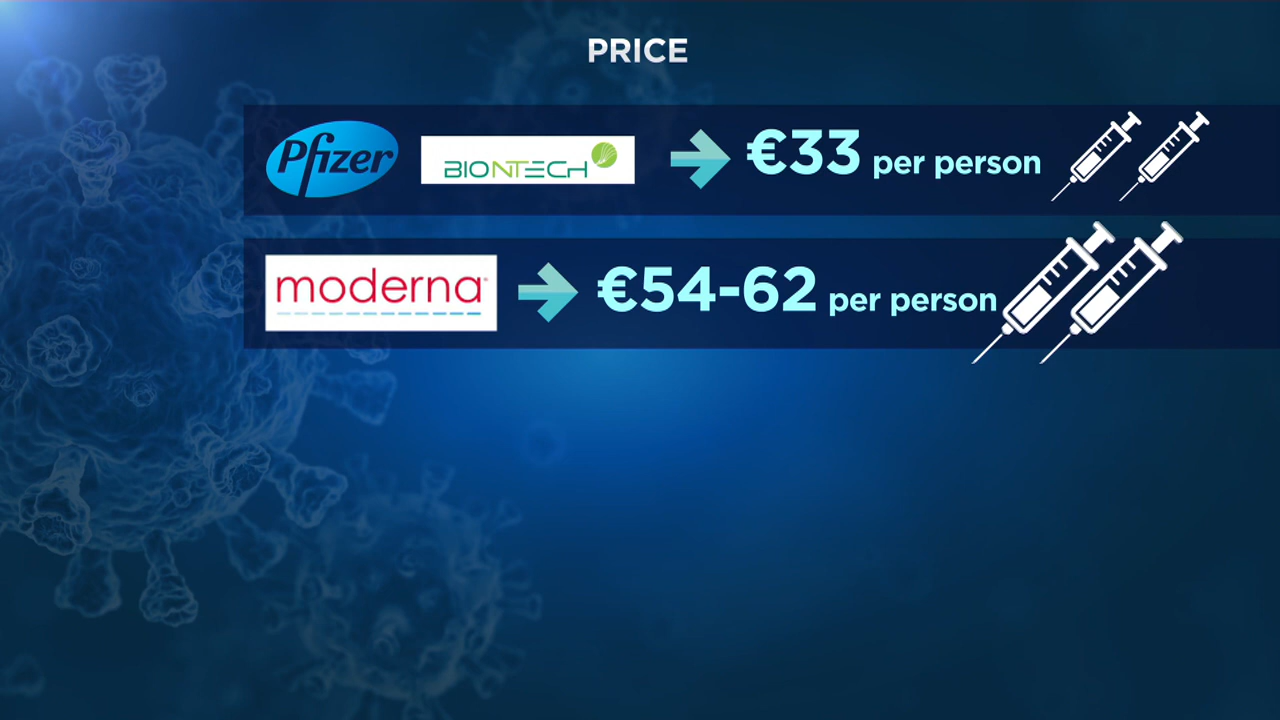 PRICE
Pfizer BIONTECH €33 per person
moderna €54-62 per person